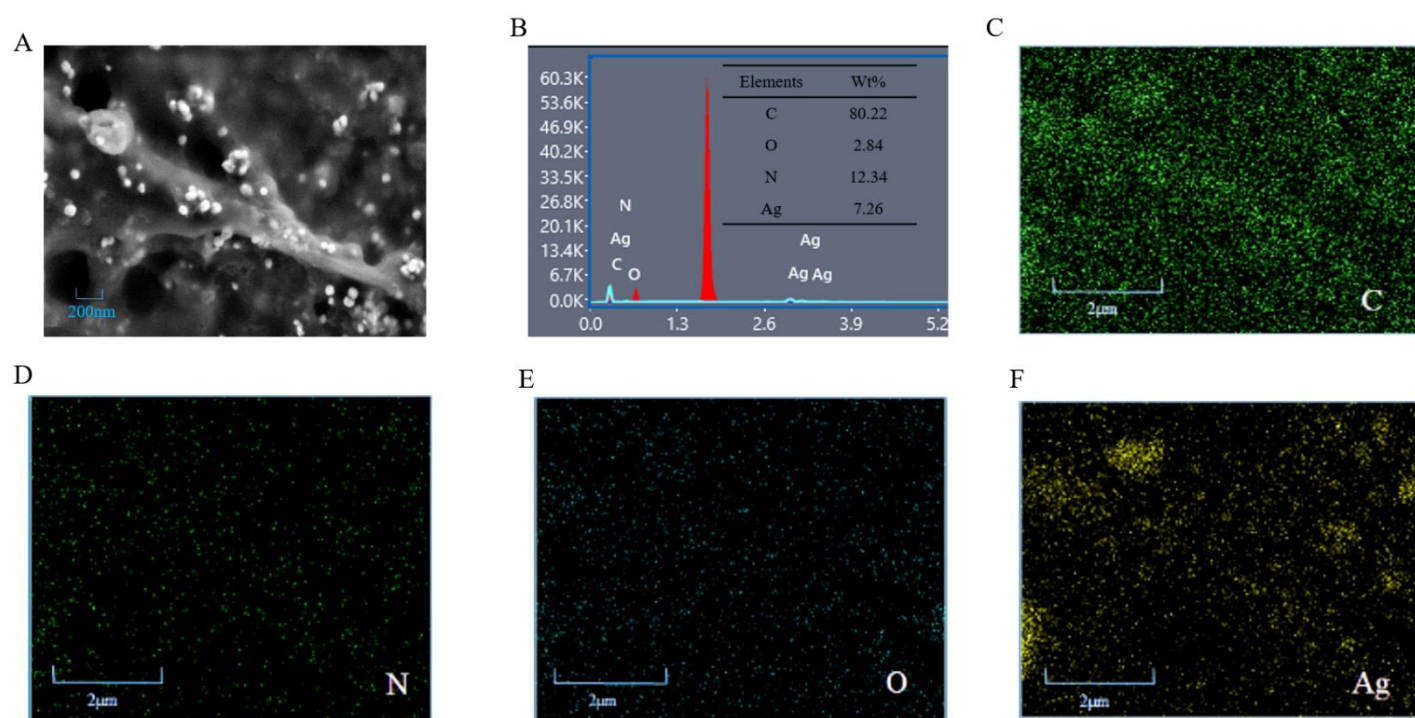 A
200nm
B
60.3K
53.6K
46.9K
40.2K
33.5K
26.8K
20.1K
13.4K
6.7K
0.0K
0.0 1.3 2.6 3.9 5.2
Elements Wt%
C 80.22
O 2.84
N 12.34
Ag 7.26
N
Ag
C O
Ag
Ag Ag
C
2μm
C
D
2μm
N
E
2μm
O
F
2μm
Ag